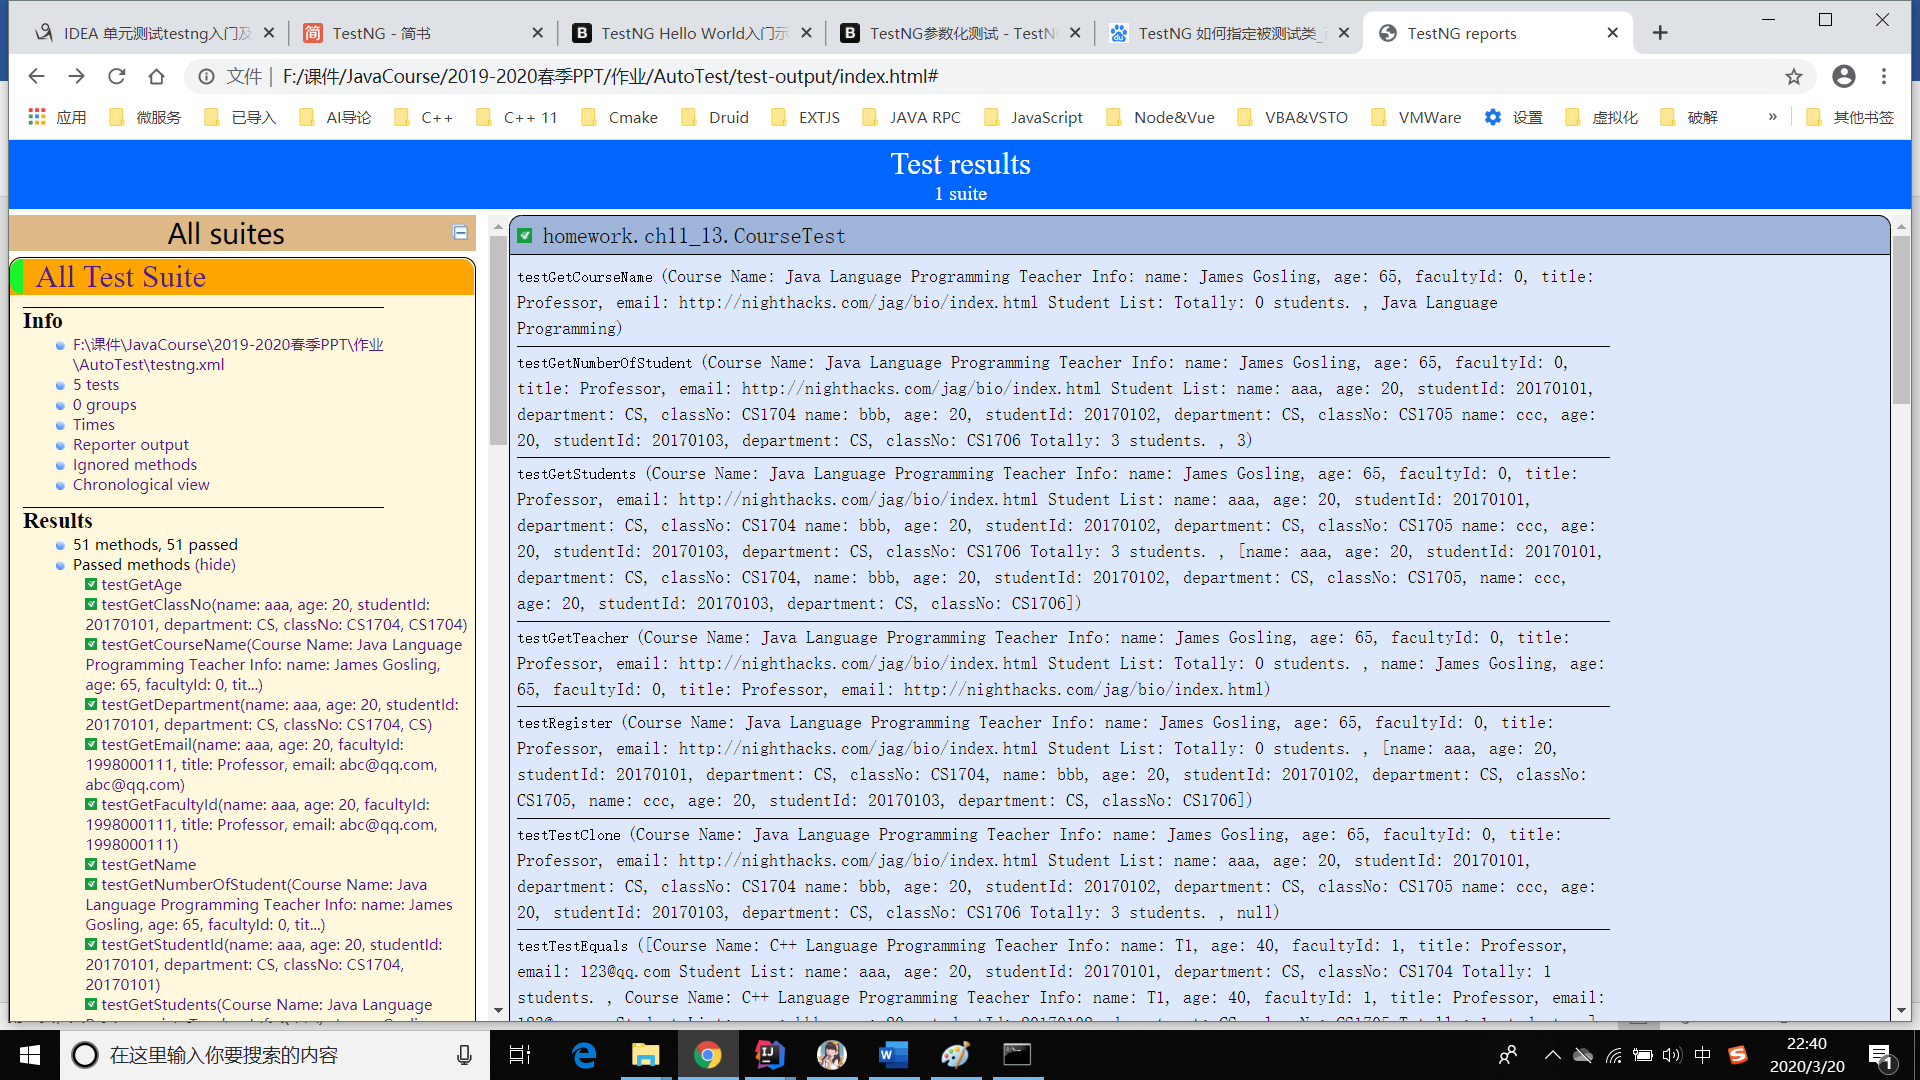 IDEA 单元测试testng入门及
TestNG - 简书
TestNG Hello World入门示
TestNG参数化测试 - TestN
TestNG 如何指定被测试类_
TestNG reports
文件 | F:/课件/JavaCourse/2019-2020春季PPT/作业/AutoTest/test-output/index.html#
应用 微服务 已导入 AI导论 C++ C++ 11 Cmake Druid EXTJS JAVA RPC JavaScript Node&Vue VBA&VSTO VMWare 设置 虚拟化 破解 » 其他书签
Test results
1 suite
All suites
All Test Suite
Info
F:\课件\JavaCourse\2019-2020春季PPT\作业
\AutoTest\testng.xml
5 tests
0 groups
Times
Reporter output
Ignored methods
Chronological view
Results
51 methods, 51 passed
Passed methods (hide)
testGetAge
testGetClassNo(name: aaa, age: 20, studentId:
20170101, department: CS, classNo: CS1704, CS1704)
testGetCourseName(Course Name: Java Language
Programming Teacher Info: name: James Gosling,
age: 65, facultyId: 0, tit...)
testGetDepartment(name: aaa, age: 20, studentId:
20170101, department: CS, classNo: CS1704, CS)
testGetEmail(name: aaa, age: 20, facultyId:
1998000111, title: Professor, email: abc@qq.com,
abc@qq.com)
testGetFacultyId(name: aaa, age: 20, facultyId:
1998000111, title: Professor, email: abc@qq.com,
1998000111)
testGetName
testGetNumberOfStudent(Course Name: Java
Language Programming Teacher Info: name: James
Gosling, age: 65, facultyId: 0, tit...)
testGetStudentId(name: aaa, age: 20, studentId:
20170101, department: CS, classNo: CS1704,
20170101)
testGetStudents(Course Name: Java Language
homework.ch11_13.CourseTest
testGetCourseName (Course Name: Java Language Programming Teacher Info: name: James Gosling, age: 65, facultyId: 0, title:
Professor, email: http://nighthacks.com/jag/bio/index.html Student List: Totally: 0 students. , Java Language
Programming)
testGetNumberOfStudent (Course Name: Java Language Programming Teacher Info: name: James Gosling, age: 65, facultyId: 0,
title: Professor, email: http://nighthacks.com/jag/bio/index.html Student List: name: aaa, age: 20, studentId: 20170101,
department: CS, classNo: CS1704 name: bbb, age: 20, studentId: 20170102, department: CS, classNo: CS1705 name: ccc, age:
20, studentId: 20170103, department: CS, classNo: CS1706 Totally: 3 students. , 3)
testGetStudents (Course Name: Java Language Programming Teacher Info: name: James Gosling, age: 65, facultyId: 0, title:
Professor, email: http://nighthacks.com/jag/bio/index.html Student List: name: aaa, age: 20, studentId: 20170101,
department: CS, classNo: CS1704 name: bbb, age: 20, studentId: 20170102, department: CS, classNo: CS1705 name: ccc, age:
20, studentId: 20170103, department: CS, classNo: CS1706 Totally: 3 students. , [name: aaa, age: 20, studentId: 20170101,
department: CS, classNo: CS1704, name: bbb, age: 20, studentId: 20170102, department: CS, classNo: CS1705, name: ccc,
age: 20, studentId: 20170103, department: CS, classNo: CS1706])
testGetTeacher (Course Name: Java Language Programming Teacher Info: name: James Gosling, age: 65, facultyId: 0, title:
Professor, email: http://nighthacks.com/jag/bio/index.html Student List: Totally: 0 students. , name: James Gosling, age:
65, facultyId: 0, title: Professor, email: http://nighthacks.com/jag/bio/index.html)
testRegister (Course Name: Java Language Programming Teacher Info: name: James Gosling, age: 65, facultyId: 0, title:
Professor, email: http://nighthacks.com/jag/bio/index.html Student List: Totally: 0 students. , [name: aaa, age: 20,
studentId: 20170101, department: CS, classNo: CS1704, name: bbb, age: 20, studentId: 20170102, department: CS, classNo:
CS1705, name: ccc, age: 20, studentId: 20170103, department: CS, classNo: CS1706])
testTestClone (Course Name: Java Language Programming Teacher Info: name: James Gosling, age: 65, facultyId: 0, title:
Professor, email: http://nighthacks.com/jag/bio/index.html Student List: name: aaa, age: 20, studentId: 20170101,
department: CS, classNo: CS1704 name: bbb, age: 20, studentId: 20170102, department: CS, classNo: CS1705 name: ccc, age:
20, studentId: 20170103, department: CS, classNo: CS1706 Totally: 3 students. , null)
testTestEquals ([Course Name: C++ Language Programming Teacher Info: name: T1, age: 40, facultyId: 1, title: Professor,
email: 123@qq.com Student List: name: aaa, age: 20, studentId: 20170101, department: CS, classNo: CS1704 Totally: 1
students. , Course Name: C++ Language Programming Teacher Info: name: T1, age: 40, facultyId: 1, title: Professor, email:
在这里输入你要搜索的内容
中
22:40
2020/3/20
1